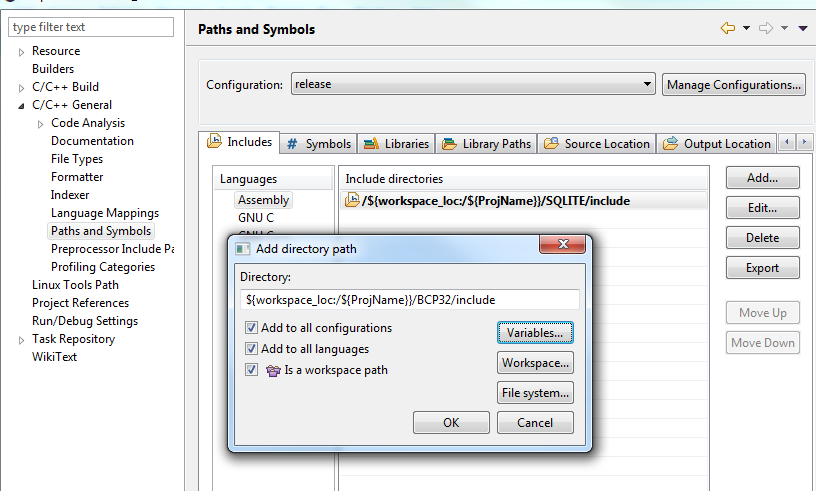 type filter text
Resource
Builders
C/C++ Build
C/C++ General
Code Analysis
Documentation
File Types
Formatter
Indexer
Language Mappings
Paths and Symbols
Preprocessor Include Pa
Profiling Categories
Linux Tools Path
Project References
Run/Debug Settings
Task Repository
WikiText
Paths and Symbols
Configuration: release Manage Configurations...
Includes # Symbols Libraries Library Paths Source Location Output Location
Languages
Assembly
GNU C
Include directories
/${workspace_loc:/${ProjName}}/SQLITE/include
Add...
Edit...
Delete
Export
Move Up
Move Down
Add directory path
Directory:
${workspace_loc:/${ProjName}}/BCP32/include
Add to all configurations
Add to all languages
Is a workspace path
Variables...
Workspace...
File system...
OK
Cancel